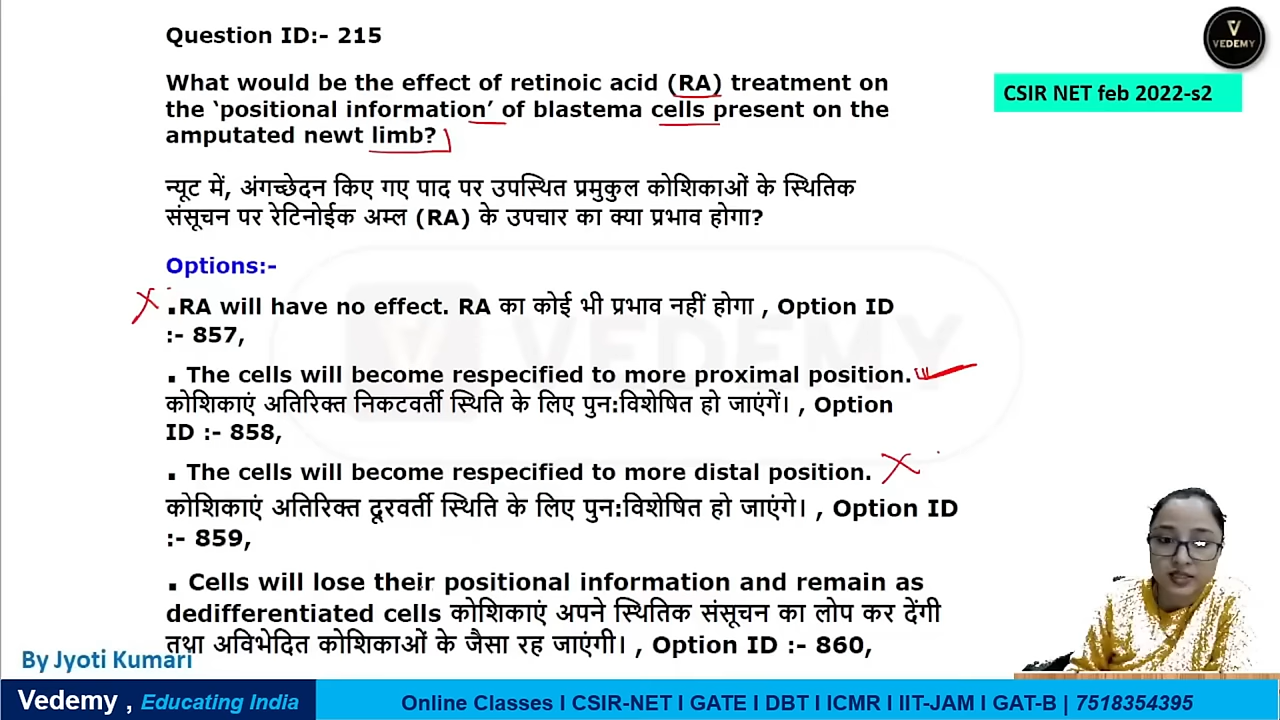 Question ID:- 215
VEDEMY
What would be the effect of retinoic acid (RA) treatment on
the ‘positional information’ of blastema cells present on the
amputated newt limb?
CSIR NET feb 2022-s2
न्यूट में, अंगच्छेदन किए गए पाद पर उपस्थित प्रमुकुल कोशिकाओं के स्थितिक
संसूचन पर रेटिनोईक अम्ल (RA) के उपचार का क्या प्रभाव होगा?
Options:-
.RA will have no effect. RA का कोई भी प्रभाव नहीं होगा , Option ID
:- 857,
. The cells will become respecified to more proximal position.
कोशिकाएं अतिरिक्त निकटवर्ती स्थिति के लिए पुन:विशेषित हो जाएंगें। , Option
ID :- 858,
. The cells will become respecified to more distal position.
कोशिकाएं अतिरिक्त दूरवर्ती स्थिति के लिए पुन:विशेषित हो जाएंगे। , Option ID
:- 859,
. Cells will lose their positional information and remain as
dedifferentiated cells कोशिकाएं अपने स्थितिक संसूचन का लोप कर देंगी
तथा अविभेदित कोशिकाओं के जैसा रह जाएंगी। , Option ID :- 860,
VEDEMY
By Jyoti Kumari
Vedemy , Educating India
Online Classes I CSIR-NET I GATE I DBT I ICMR I IIT-JAM I GAT-B | 7518354395